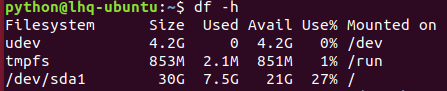 python@lhq-ubuntu:~$ df -h
Filesystem      Size  Used Avail Use% Mounted on
udev            4.2G     0  4.2G   0% /dev
tmpfs           853M  2.1M  851M   1% /run
/dev/sda1        30G  7.5G   21G  27% /